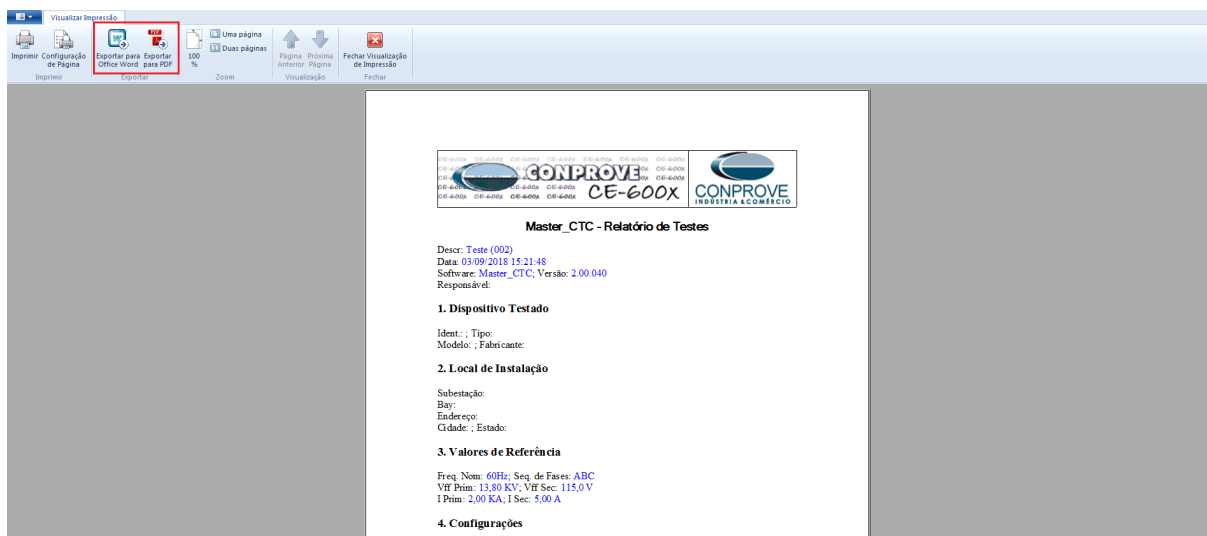 Visualizar Impressão
Imprimir
Configuração de Página
Imprimir
Exportar para Office Word
Exportar para PDF
Exportar
100 %
Uma página
Duas páginas
Zoom
Página Anterior
Próxima Página
Visualização
Fechar Visualização de Impressão
Fechar
CONPROVE
CE-600X
CONPROVE
INDÚSTRIA & COMÉRCIO
Master_CTC - Relatório de Testes
Descr: Teste (002)
Data: 03/09/2018 15:21:48
Software: Master_CTC; Versão: 2.00.040
Responsável:
1. Dispositivo Testado
Ident.: ; Tipo:
Modelo: ; Fabricante:
2. Local de Instalação
Subestação:
Bay:
Endereço:
Cidade: ; Estado:
3. Valores de Referência
Freq. Nom: 60Hz; Seq. de Fases: ABC
Vff Prim: 13,80 KV; Vff Sec: 115,0 V
I Prim: 2,00 KA; I Sec: 5,00 A
4. Configurações